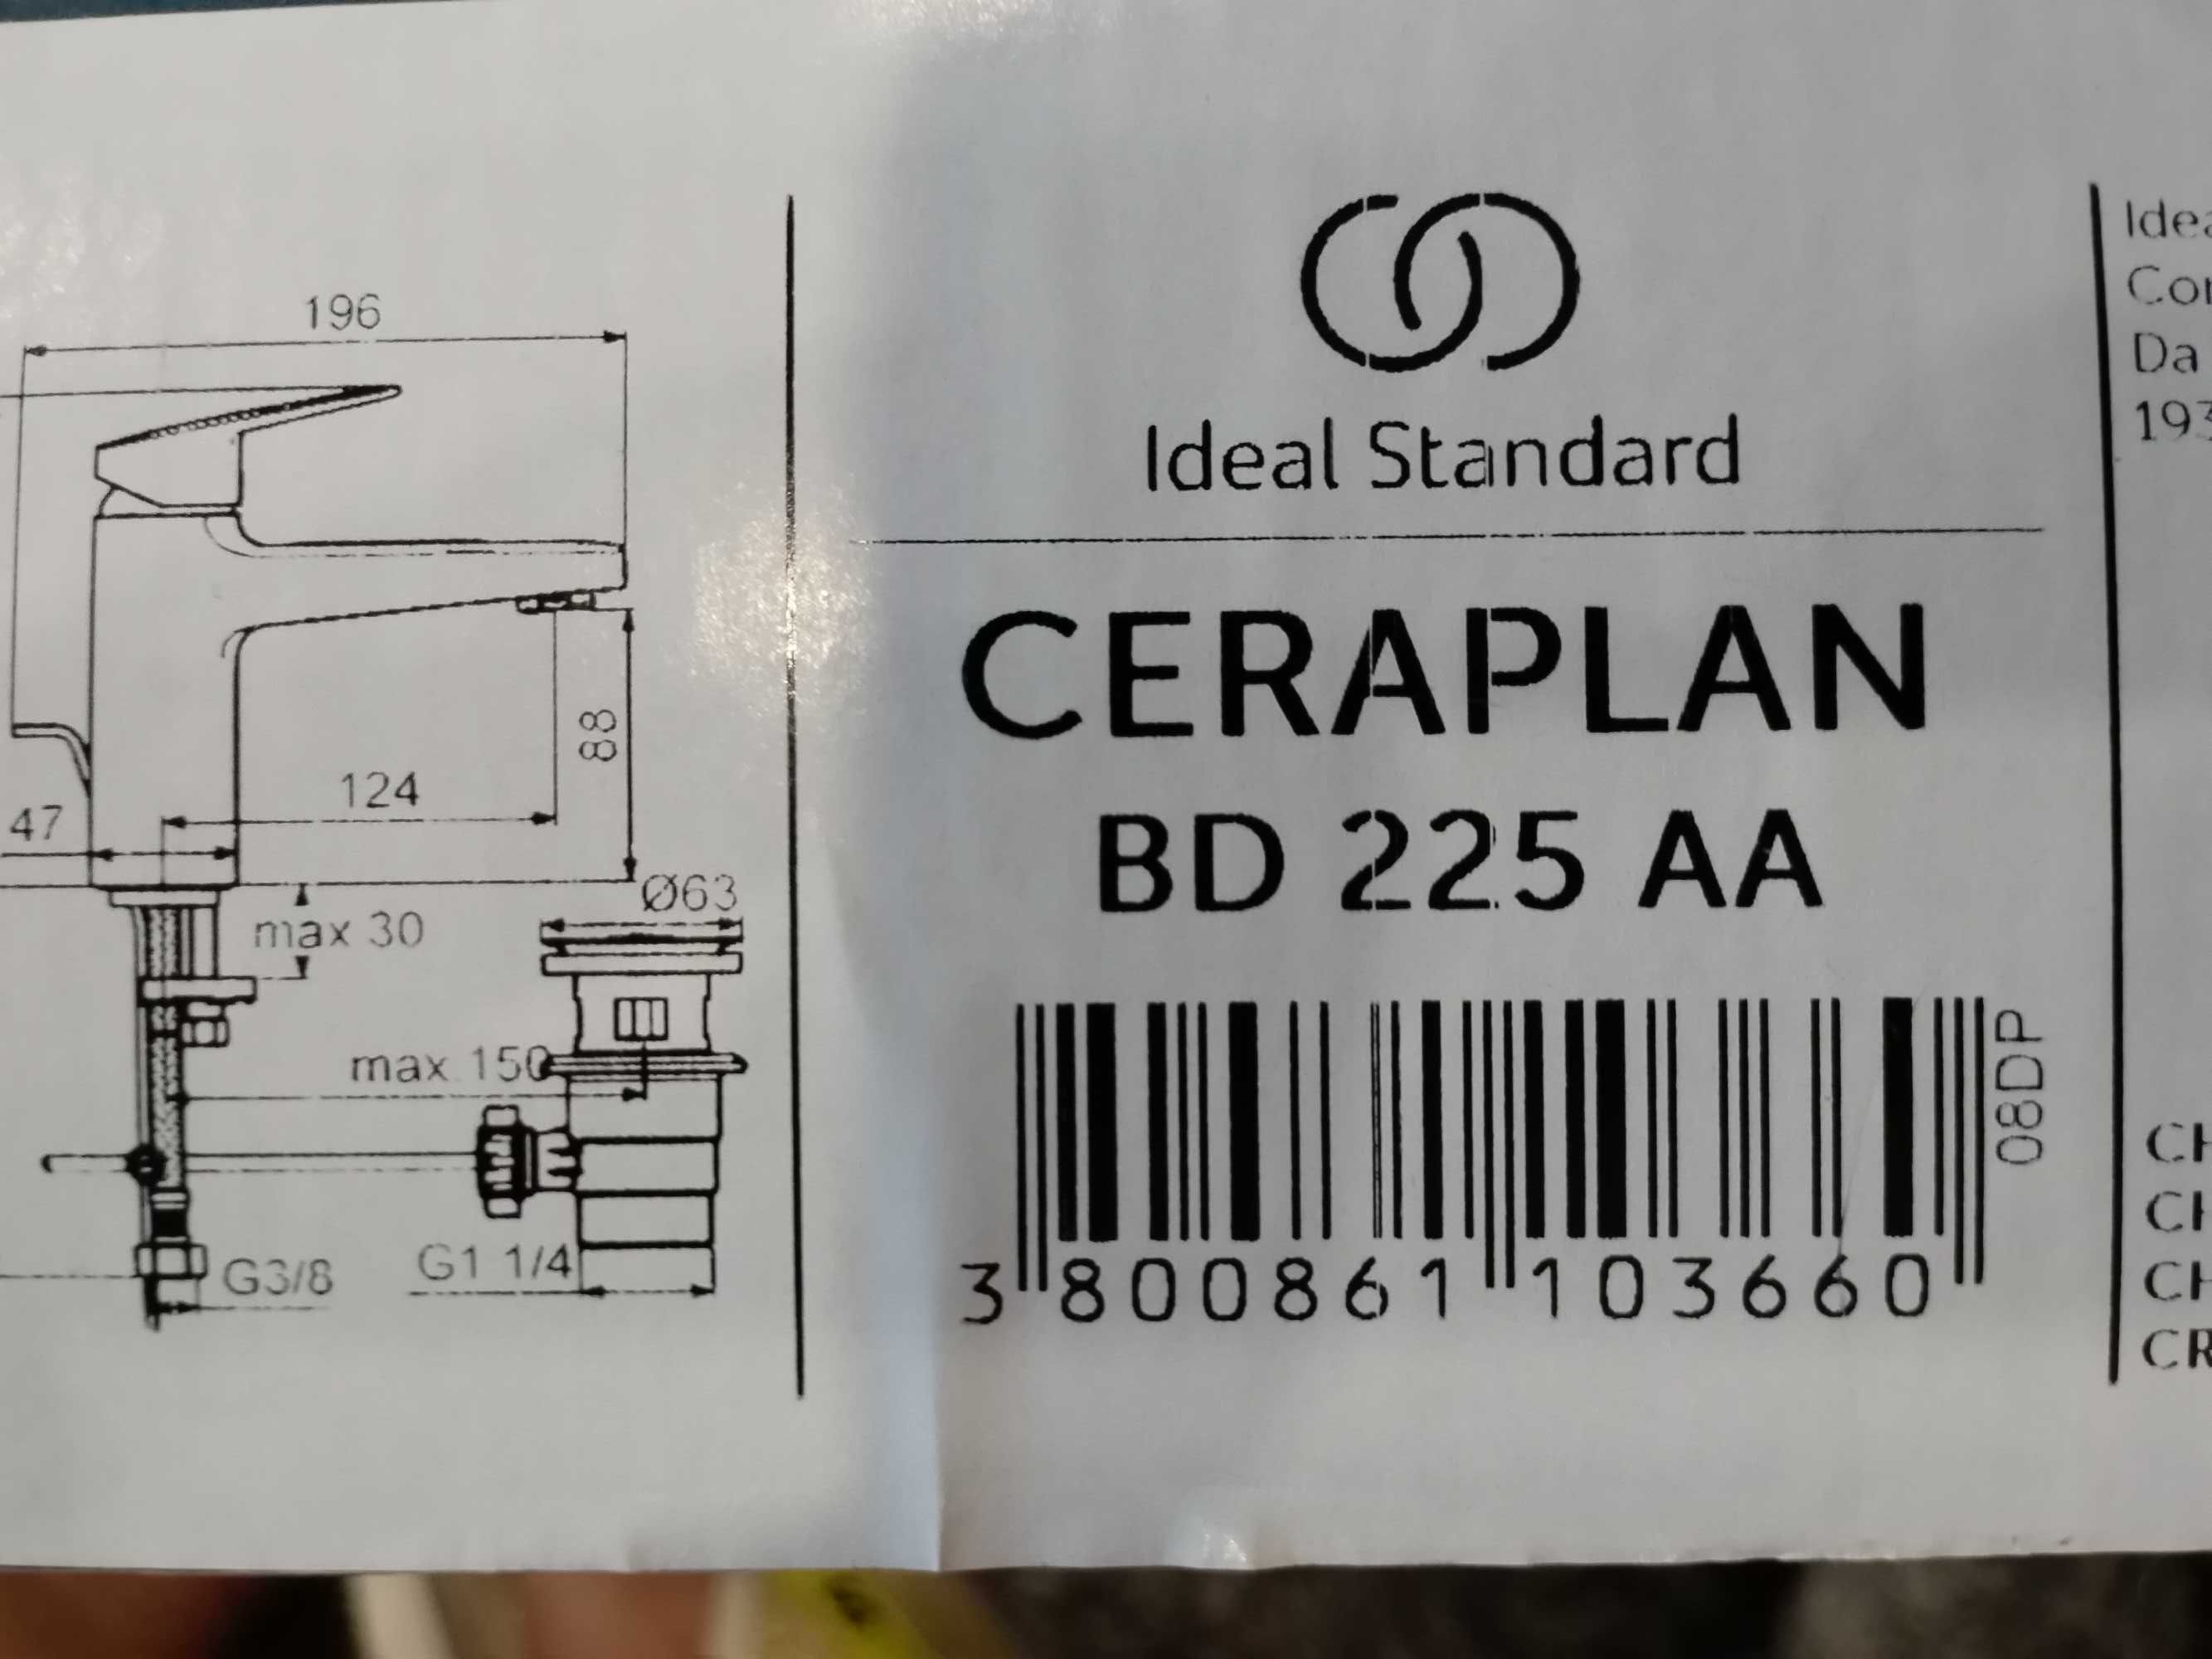 196
88
124
47
Ø63
max 30
max 150
G3/8
G1 1/4
Ideal Standard
CERAPLAN
BD 225 AA
08DP
3 800861 103660
Da